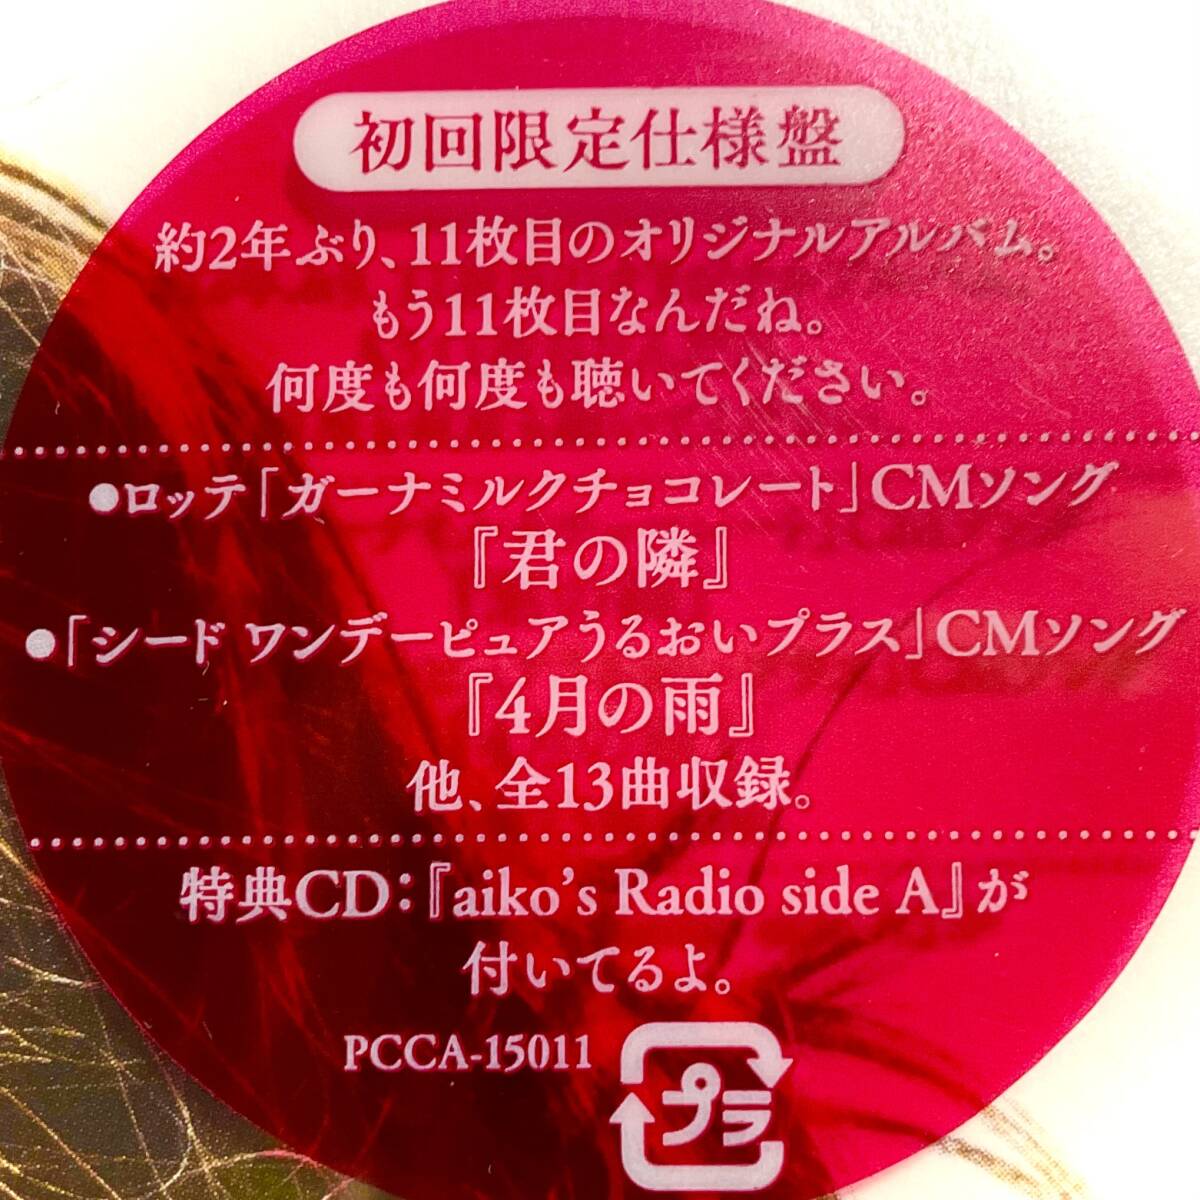 初回限定仕様盤
約2年ぶり、11枚目のオリジナルアルバム。
もう11枚目なんだね。
何度も何度も聴いてください。
●ロッテ「ガーナミルクチョコレート」CMソング
『君の隣』
●「シード ワンデーピュアうるおいプラス」CMソング
『4月の雨』
他、全13曲収録。
特典CD:『aiko's Radio side A』が
付いてるよ。
PCCA-15011
プラ